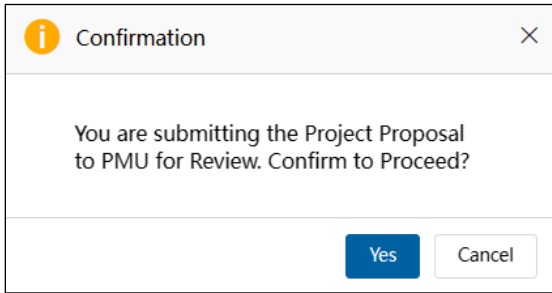 Confirmation
You are submitting the Project Proposal
to PMU for Review. Confirm to Proceed?
Yes
Cancel